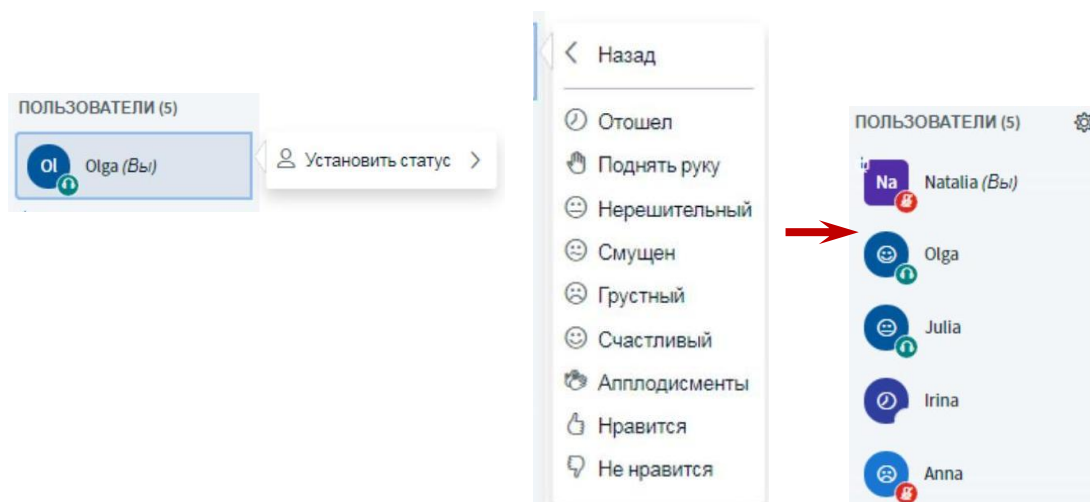 ПОЛЬЗОВАТЕЛИ (5)
Ol Olga (Вы)
Установить статус
Назад
Отошел
Поднять руку
Нерешительный
Смущен
Грустный
Счастливый
Апплодисменты
Нравится
Не нравится
ПОЛЬЗОВАТЕЛИ (5)
Na Natalia (Вы)
Olga
Julia
Irina
Anna